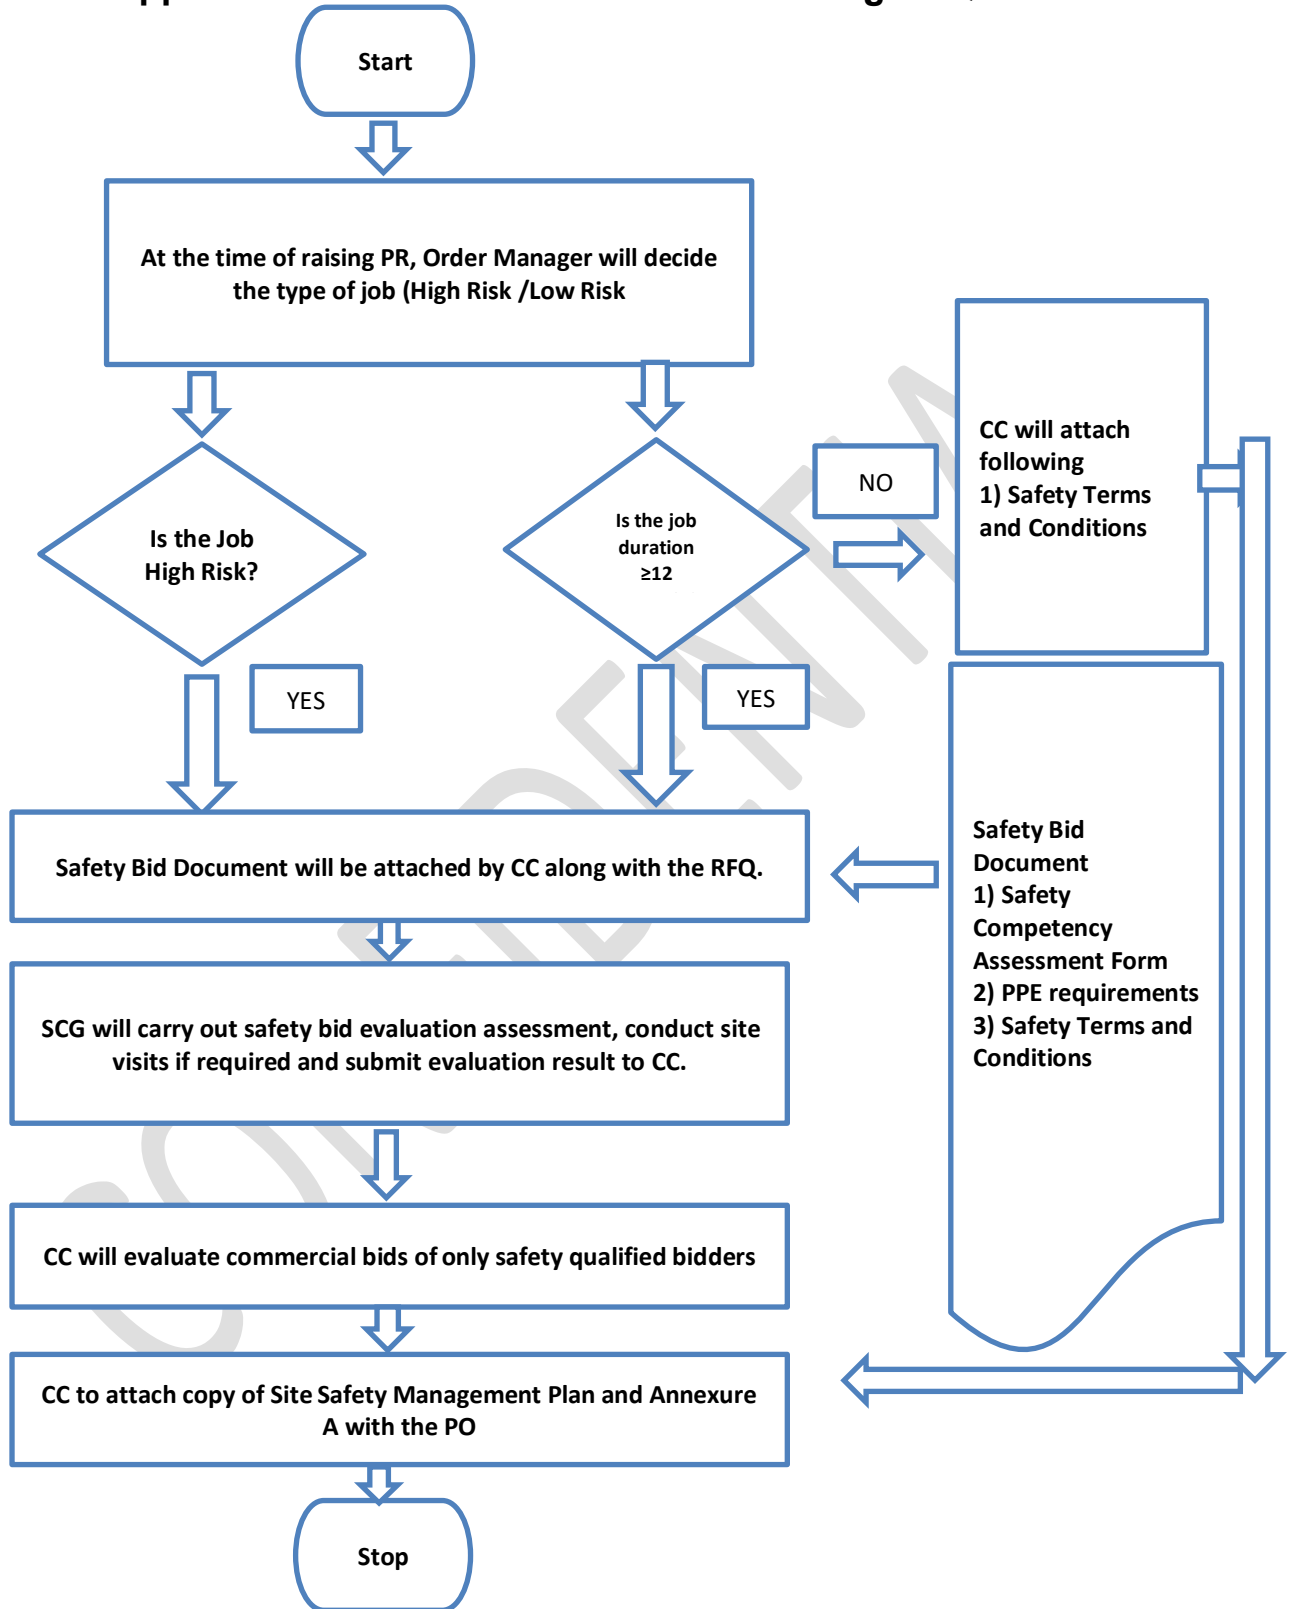 Start
At the time of raising PR, Order Manager will decide
the type of job (High Risk /Low Risk
Is the Job
High Risk?
Is the job
duration
≥12
NO
CC will attach
following
1) Safety Terms
and Conditions
YES
YES
Safety Bid Document will be attached by CC along with the RFQ.
Safety Bid
Document
1) Safety
Competency
Assessment Form
2) PPE requirements
3) Safety Terms and
Conditions
SCG will carry out safety bid evaluation assessment, conduct site
visits if required and submit evaluation result to CC.
CC will evaluate commercial bids of only safety qualified bidders
CC to attach copy of Site Safety Management Plan and Annexure
A with the PO
Stop